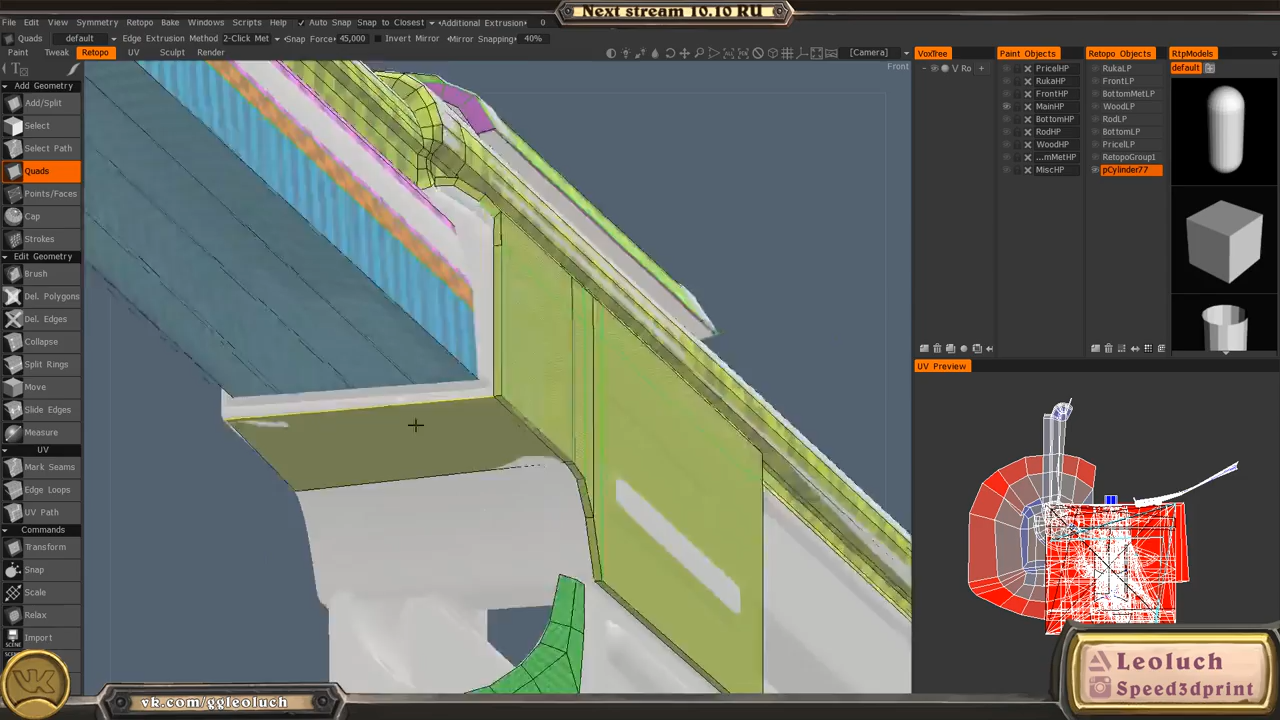 Next stream 10.10 RU
File Edit View Symmetry Retopo Bake Windows Scripts Help Auto Snap Snap to Closest Additional Extrusion 0
Quads default Edge Extrusion Method 2-Click Met Snap Force 45,000 Invert Mirror Mirror Snapping 40%
Paint Tweak Retopo UV Sculpt Render [Camera]
Front
Add Geometry
Add/Split
Select
Select Path
Quads
Points/Faces
Cap
Strokes
Edit Geometry
Brush
Del. Polygons
Del. Edges
Collapse
Split Rings
Move
Slide Edges
Measure
UV
Mark Seams
Edge Loops
UV Path
Commands
Transform
Snap
Scale
Relax
SCENE Import
VoxTree
V Ro +
Paint Objects
PricelHP
RukaHP
FrontHP
MainHP
BottomHP
RodHP
WoodHP
...mMetHP
MiscHP
Retopo Objects
RukaLP
FrontLP
BottomMetLP
WoodLP
RodLP
BottomLP
PricelLP
RetopoGroup1
pCylinder77
RtpModels
default
UV Preview
vk.com/ggleoluch
Leoluch
Speed3dprint